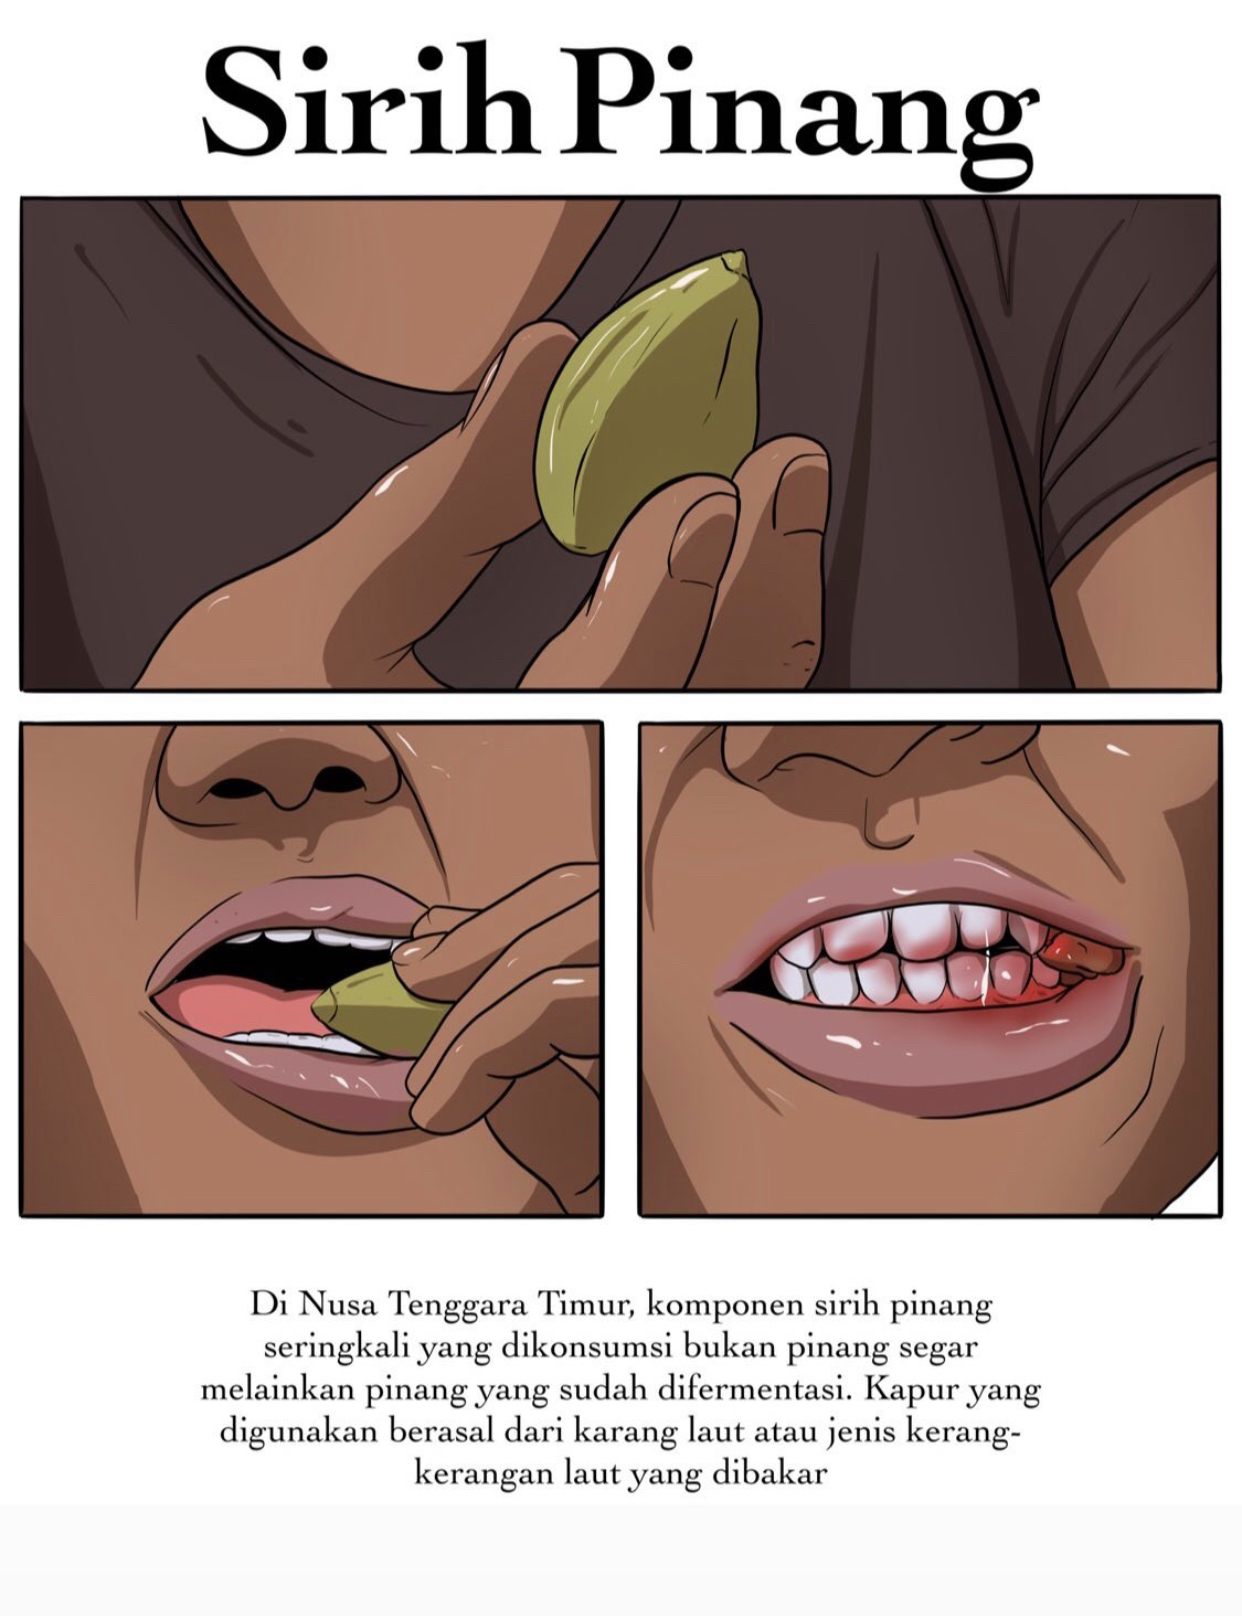 Sirih Pinang
Di Nusa Tenggara Timur, komponen sirih pinang
seringkali yang dikonsumsi bukan pinang segar
melainkan pinang yang sudah difermentasi. Kapur yang
digunakan berasal dari karang laut atau jenis kerang-
kerangan laut yang dibakar